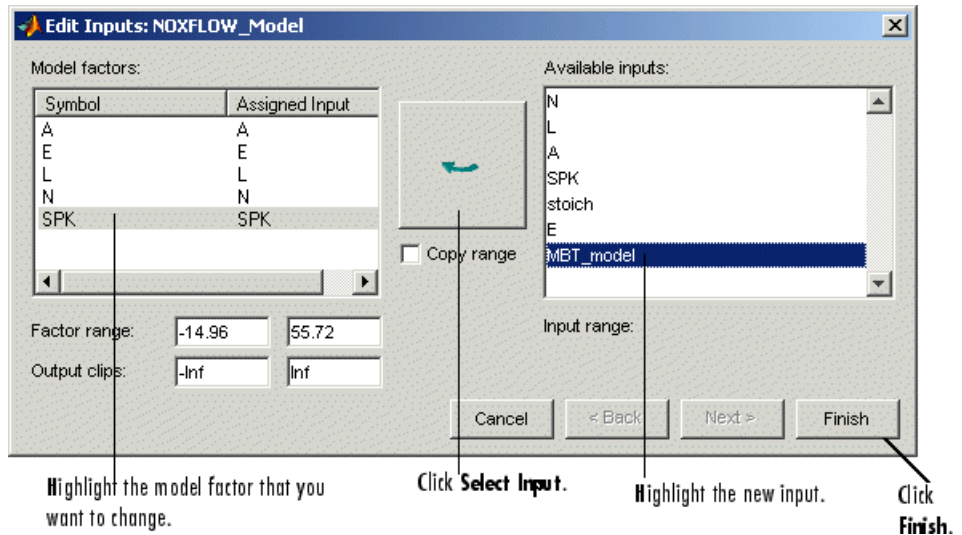 Edit Inputs: NOXFLOW_Model
Model factors:
Symbol Assigned Input
A A
E E
L L
N N
SPK SPK
Factor range: -14.96 55.72
Output clips: -Inf Inf
Copy range
Available inputs:
N
L
A
SPK
stoich
E
MBT_model
Input range:
Cancel < Back Next > Finish
Highlight the model factor that you
want to change.
Click Select Input.
Highlight the new input.
Click
Finish.